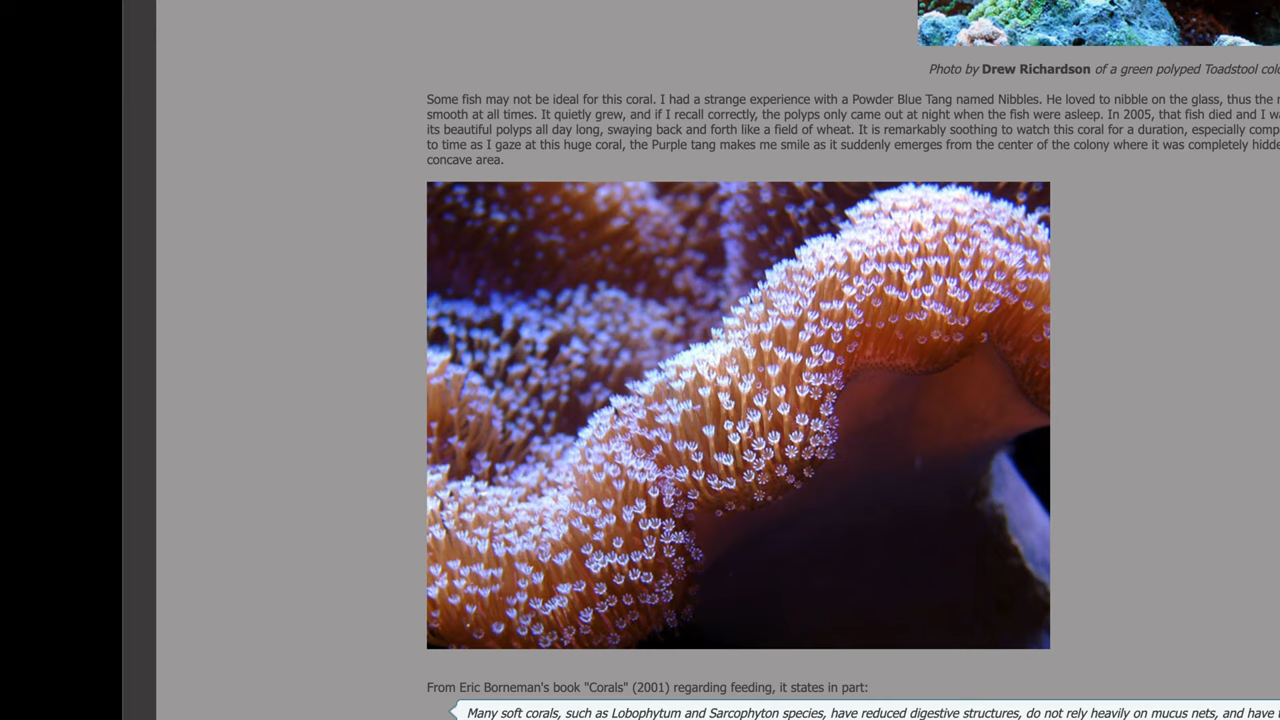 Photo by Drew Richardson of a green polyped Toadstool
Some fish may not be ideal for this coral. I had a strange experience with a Powder Blue Tang named Nibbles. He loved to nibble on the glass, thus the
smooth at all times. It quietly grew, and if I recall correctly, the polyps only came out at night when the fish were asleep. In 2005, that fish died and I
its beautiful polyps all day long, swaying back and forth like a field of wheat. It is remarkably soothing to watch this coral for a duration, especially
to time as I gaze at this huge coral, the Purple tang makes me smile as it suddenly emerges from the center of the colony where it was completely
concave area.
From Eric Borneman's book "Corals" (2001) regarding feeding, it states in part:
Many soft corals, such as Lobophytum and Sarcophyton species, have reduced digestive structures, do not rely heavily on mucus nets, and have